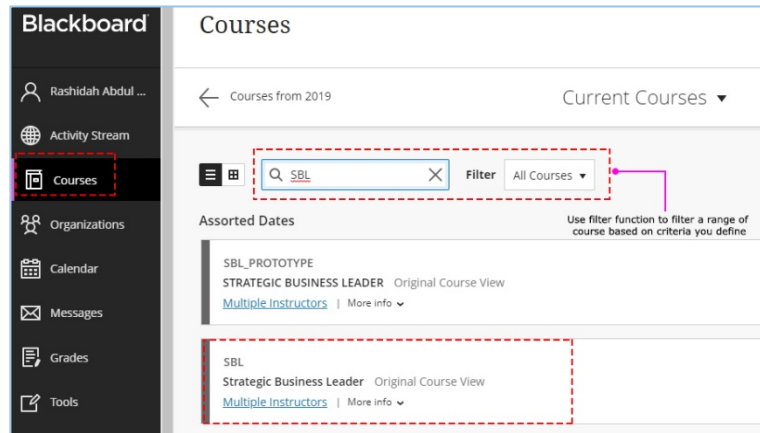 Blackboard
Rashidah Abdul ...
Activity Stream
Courses
Organizations
Calendar
Messages
Grades
Tools
Courses
Courses from 2019
Current Courses
SBL
Filter
All Courses
Use filter function to filter a range of
course based on criteria you define
Assorted Dates
SBL_PROTOTYPE
STRATEGIC BUSINESS LEADER Original Course View
Multiple Instructors | More info
SBL
Strategic Business Leader Original Course View
Multiple Instructors | More info